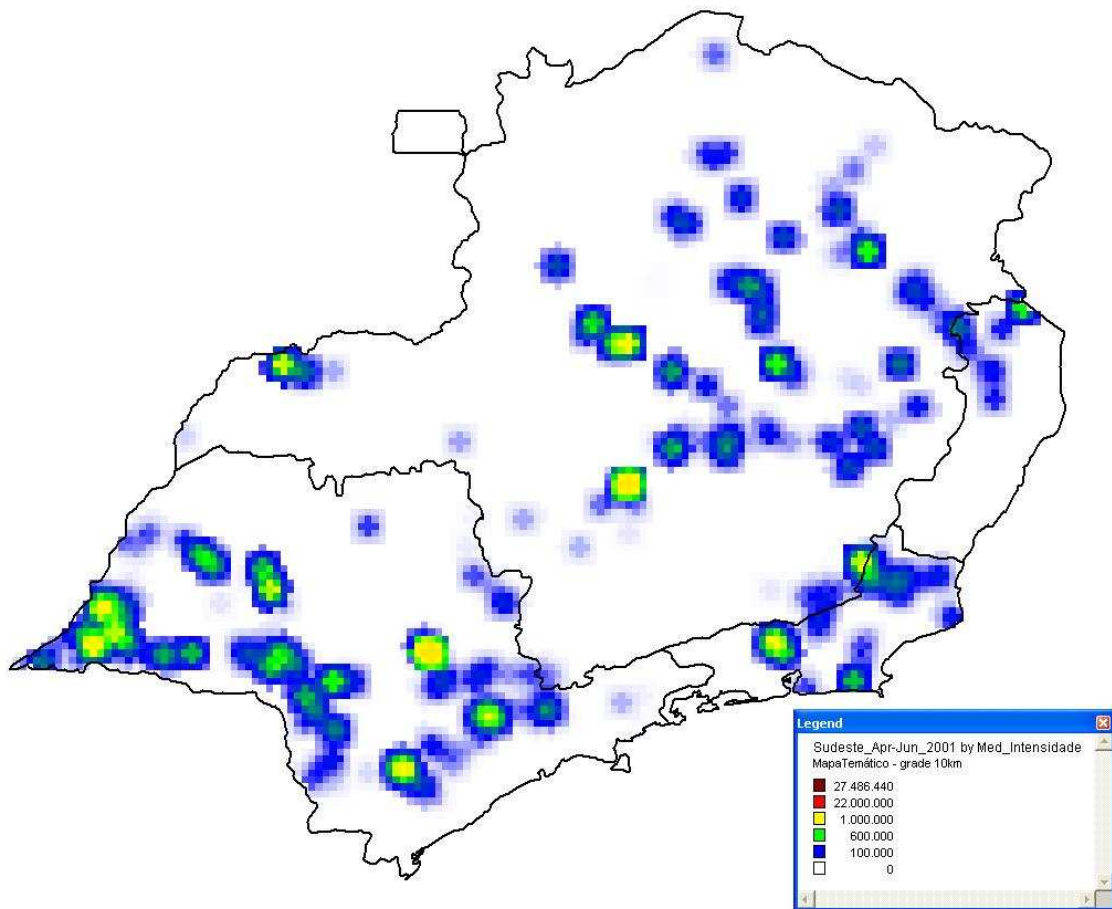 Legend
Sudeste_Apr-Jun_2001 by Med_Intensidade
MapaTemático - grade 10km
27.486.440
22.000.000
1.000.000
600.000
100.000
0